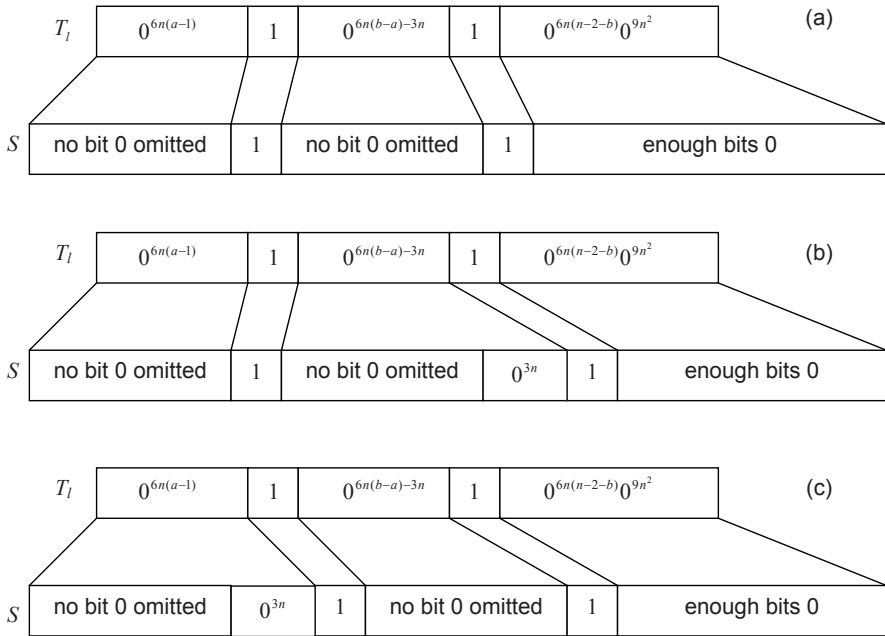 T_l 0^{6n(a−1)} 1 0^{6n(b−a)−3n} 1 0^{6n(n−2−b)}0^{9n^2} (a)
S no bit 0 omitted 1 no bit 0 omitted 1 enough bits 0
T_l 0^{6n(a−1)} 1 0^{6n(b−a)−3n} 1 0^{6n(n−2−b)}0^{9n^2} (b)
S no bit 0 omitted 1 no bit 0 omitted 0^{3n} 1 enough bits 0
T_l 0^{6n(a−1)} 1 0^{6n(b−a)−3n} 1 0^{6n(n−2−b)}0^{9n^2} (c)
S no bit 0 omitted 0^{3n} 1 no bit 0 omitted 1 enough bits 0